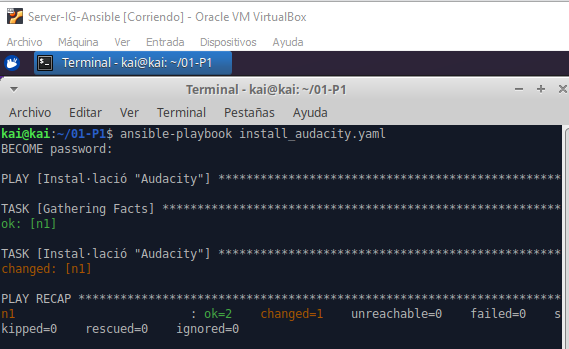 Server-IG-Ansible [Corriendo] - Oracle VM VirtualBox
Archivo Máquina Ver Entrada Dispositivos Ayuda
Terminal - kai@kai: ~/01-P1
Terminal - kai@kai: ~/01-P1
Archivo Editar Ver Terminal Pestañas Ayuda
kai@kai:~/01-P1$ ansible-playbook install_audacity.yaml
BECOME password:
PLAY [Instal·lació "Audacity"] ************************************************
TASK [Gathering Facts] ********************************************************
ok: [n1]
TASK [Instal·lació "Audacity"] ************************************************
changed: [n1]
PLAY RECAP ********************************************************************
n1 : ok=2 changed=1 unreachable=0 failed=0 s
kipped=0 rescued=0 ignored=0